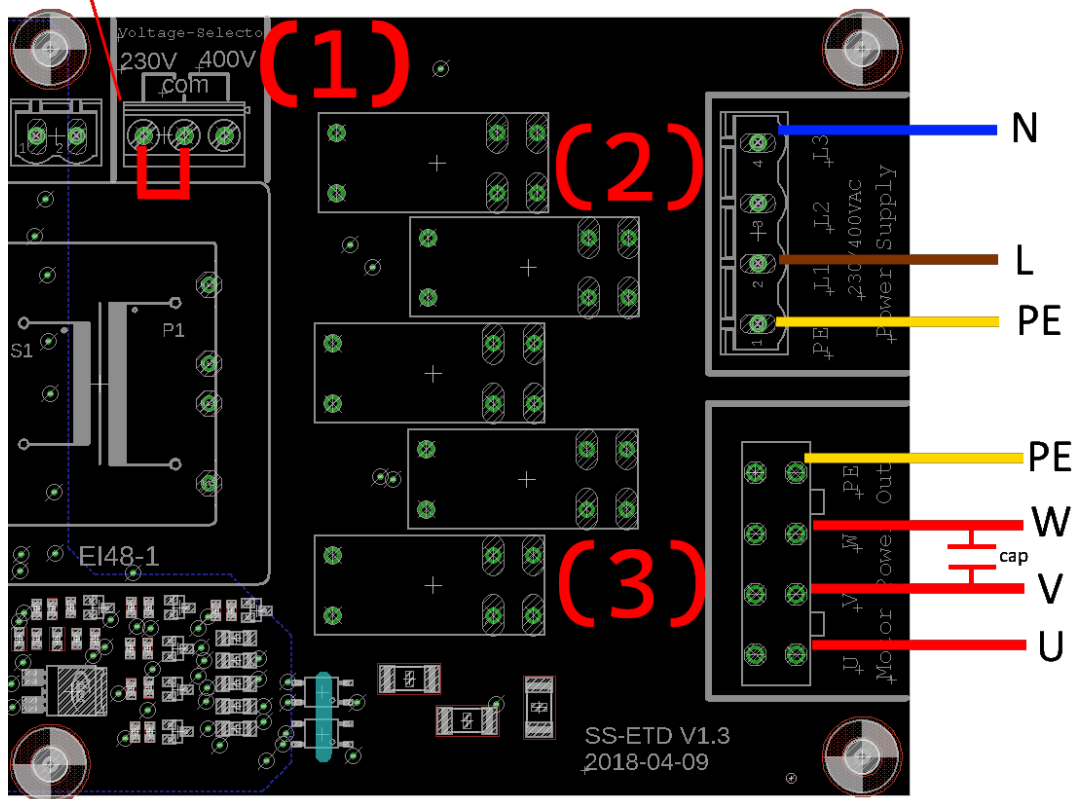 Voltage-Selecto
230V 400V
com
(1)
1 2
(2)
N
L
PE
4
3
2
1
L3
L2
L1
PE
230/400VAC
Power Supply
S1
P1
EI48-1
(3)
PE
W
cap
V
U
PE
W
V
U
Motor Power Out
SS-ETD V1.3
2018-04-09